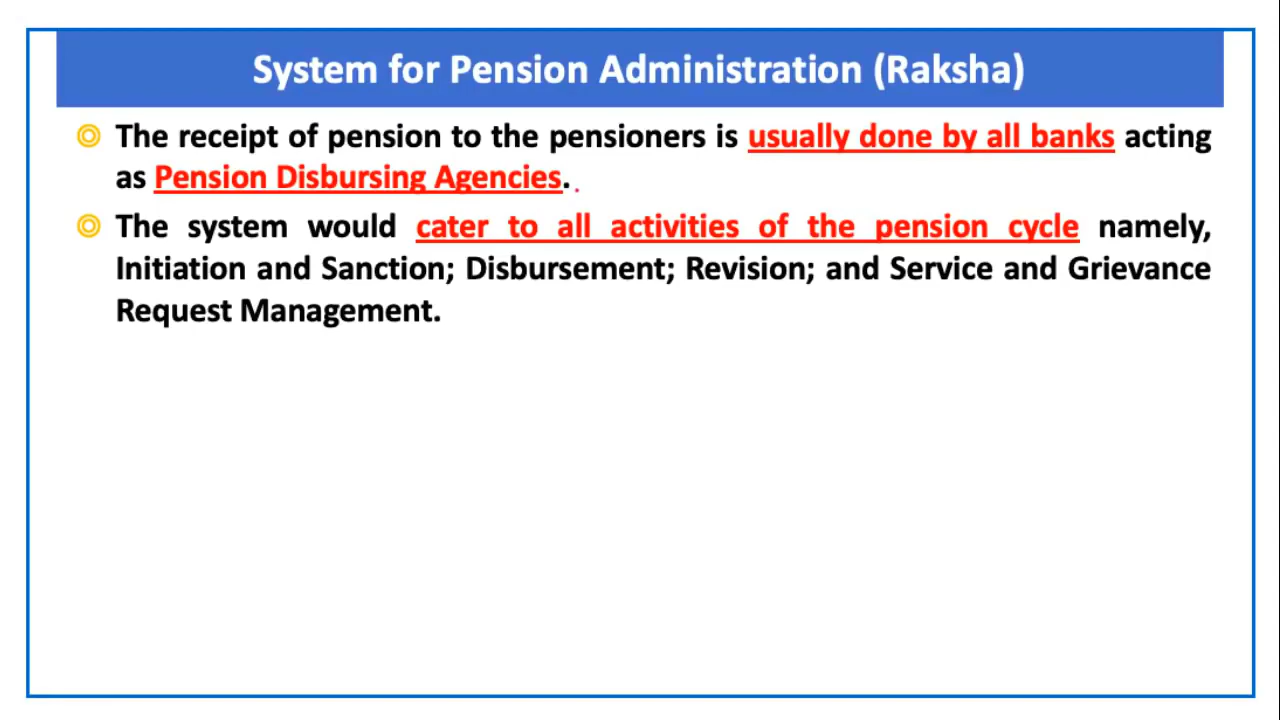 System for Pension Administration (Raksha)
The receipt of pension to the pensioners is usually done by all banks acting
as Pension Disbursing Agencies.
The system would cater to all activities of the pension cycle namely,
Initiation and Sanction; Disbursement; Revision; and Service and Grievance
Request Management.